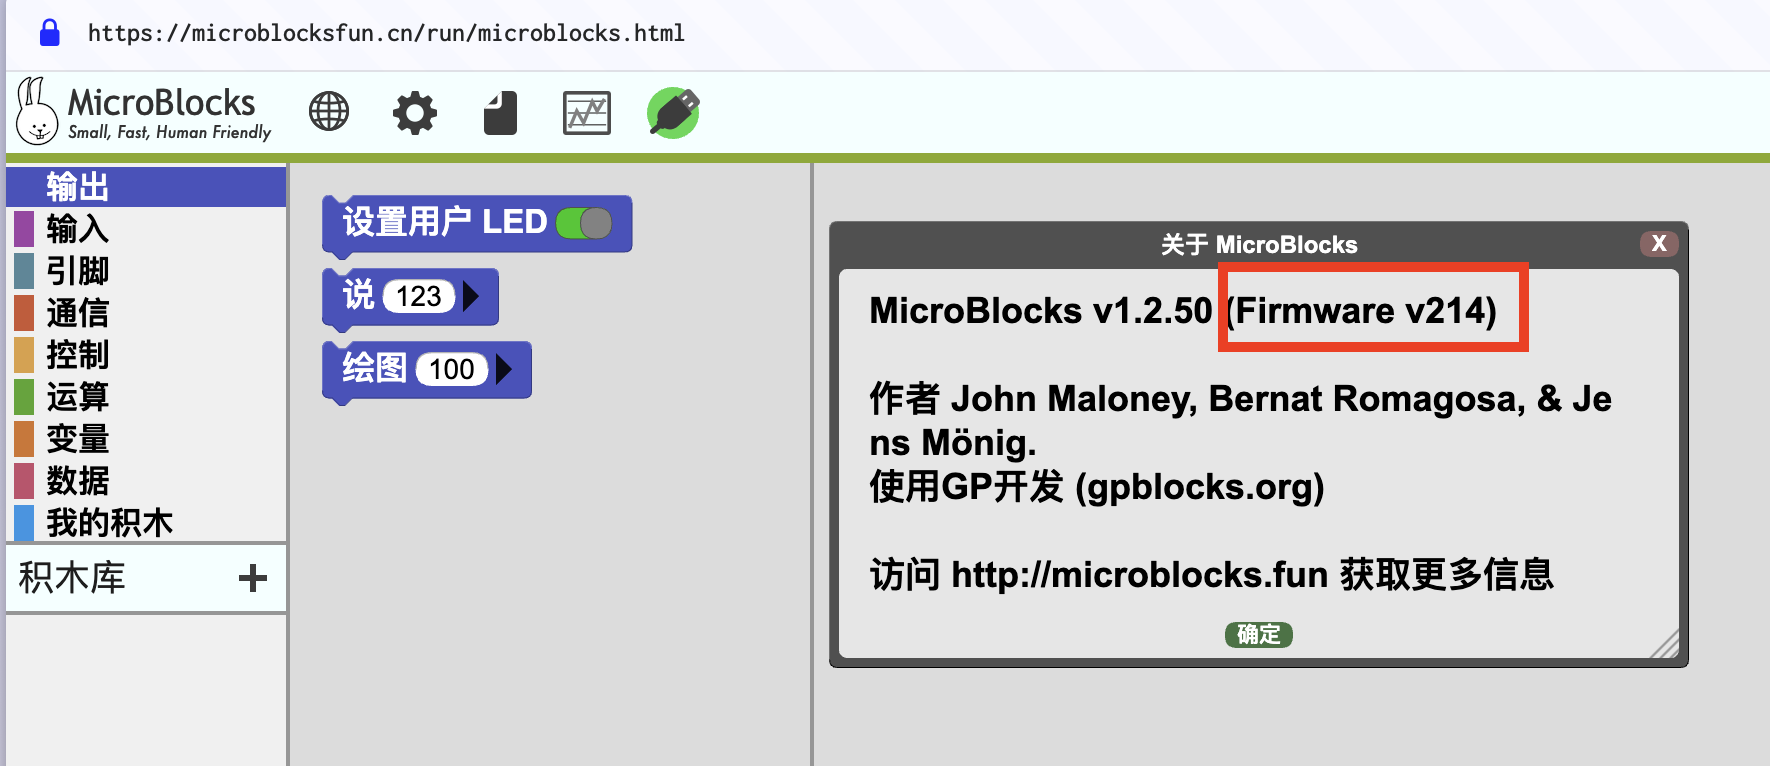 https://microblocksfun.cn/run/microblocks.html
MicroBlocks
Small, Fast, Human Friendly
输出
输入
引脚
通信
控制
运算
变量
数据
我的积木
积木库 +
设置用户 LED
说 123
绘图 100
关于 MicroBlocks X
MicroBlocks v1.2.50 (Firmware v214)
作者 John Maloney, Bernat Romagosa, & Je
ns Mönig.
使用GP开发 (gpblocks.org)
访问 http://microblocks.fun 获取更多信息
确定